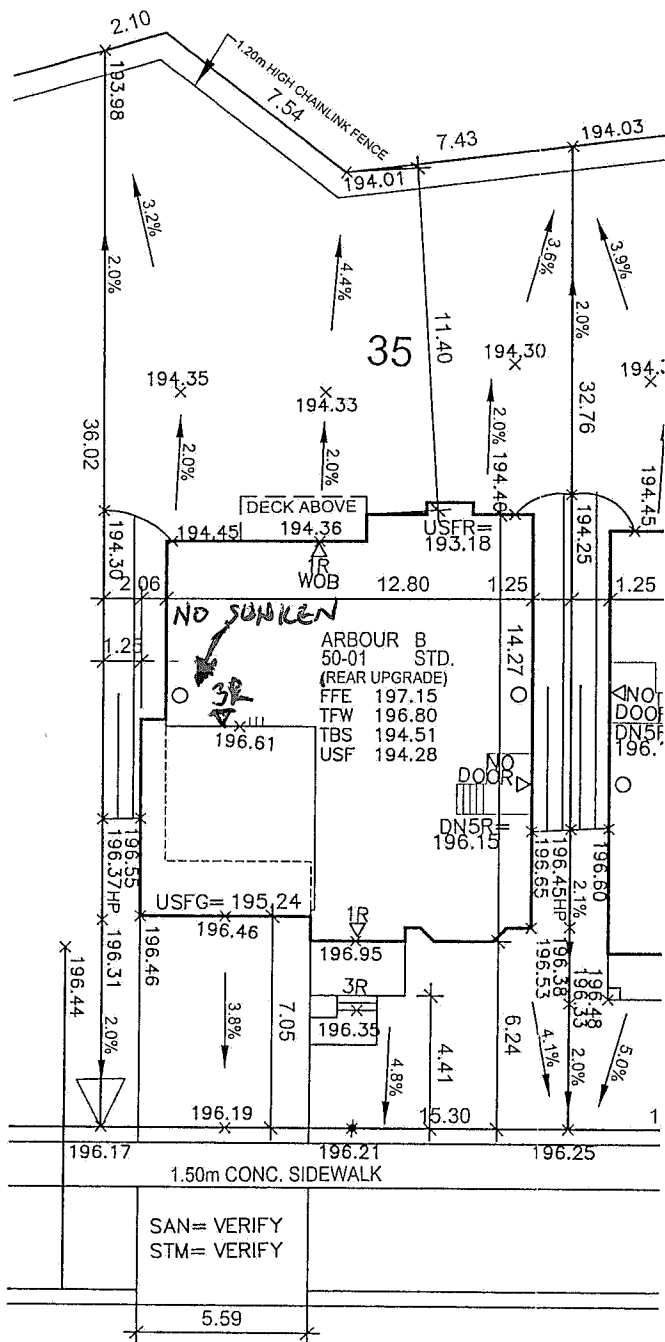 2.10
193.98
1.20m HIGH CHAINLINK FENCE
7.54
7.43
194.03
194.01
3.2%
2.0%
4.4%
3.6%
3.9%
2.0%
11.40
35
194.30
194.35
194.33
36.02
32.76
2.0%
2.0%
2.0%
194.40
194.45
DECK ABOVE
194.45
194.36
USFR=
193.18
194.30
194.25
1R
WOB
2.06
12.80
1.25
1.25
NO SUNKEN
1.25
14.27
ARBOUR B
50-01 STD.
(REAR UPGRADE)
FFE 197.15
TFW 196.80
TBS 194.51
USF 194.28
3R
196.61
NO
DOOR
DN5R=
196.15
NO
DOOR
DN5R
196.
196.55
196.37HP
USFG= 195.24
196.46
196.46
196.31
196.44
1R
196.95
196.65
196.45HP
196.60
2.1%
196.53
196.38
196.33
196.48
3R
196.35
2.0%
3.8%
7.05
4.8%
4.41
6.24
4.1%
2.0%
5.0%
196.19
15.30
1
196.17
196.21
196.25
1.50m CONC. SIDEWALK
SAN= VERIFY
STM= VERIFY
5.59